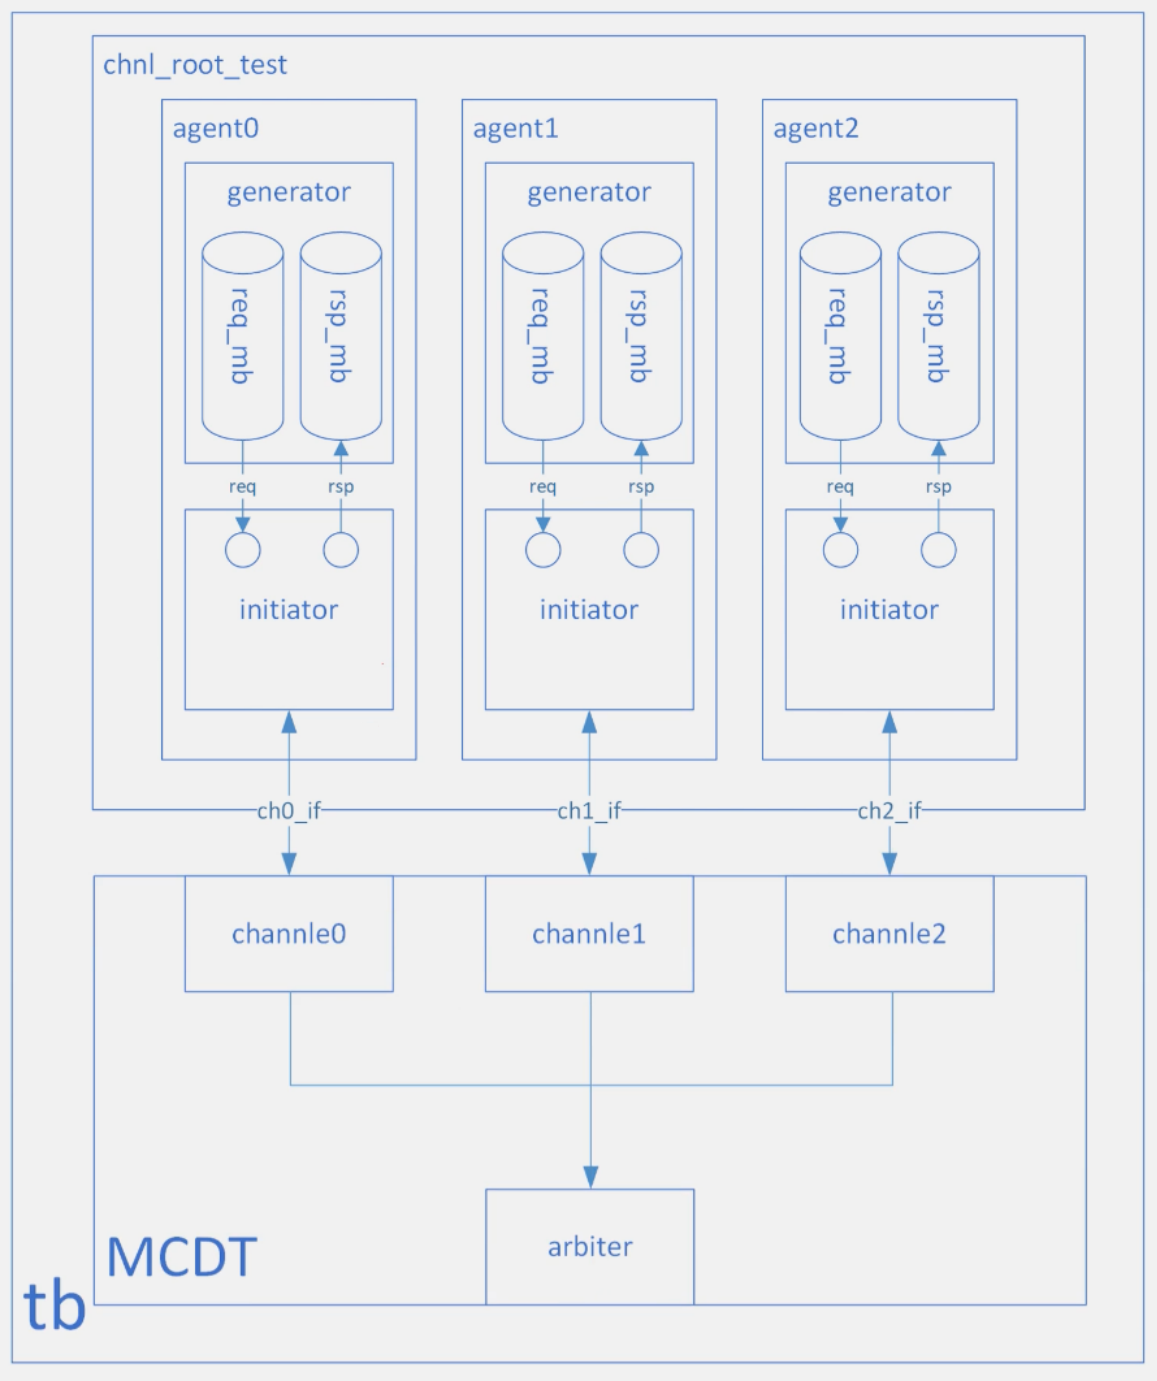 chnl_root_test
agent0
agent1
agent2
generator
generator
generator
req_mb
rsp_mb
req_mb
rsp_mb
req_mb
rsp_mb
req
rsp
req
rsp
req
rsp
initiator
initiator
initiator
ch0_if
ch1_if
ch2_if
channle0
channle1
channle2
arbiter
MCDT
tb